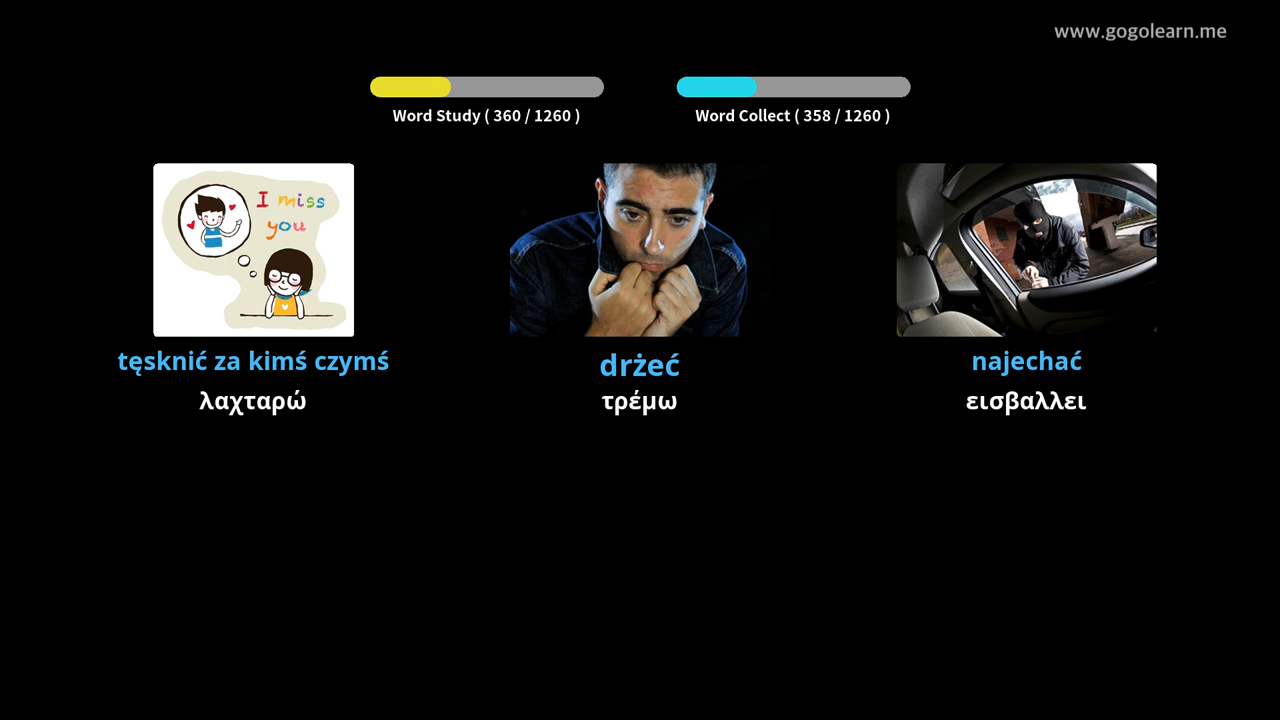 www.gogolearn.me
Word Study ( 360 / 1260 )
Word Collect ( 358 / 1260 )
I miss
you
tęsknić za kimś czymś
drżeć
najechać
λαχταρώ
τρέμω
εισβαλλει